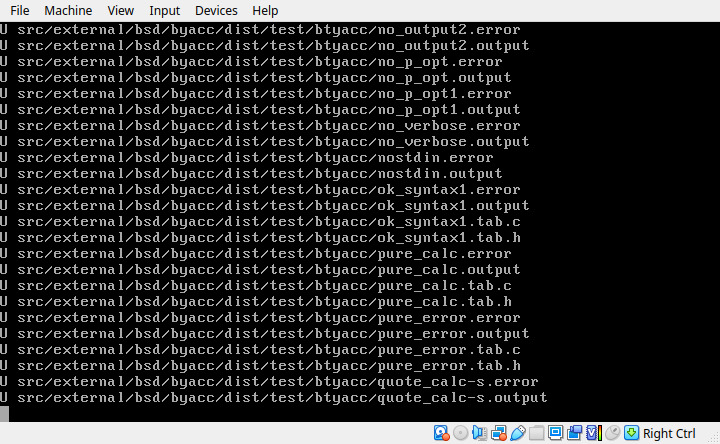 File Machine View Input Devices Help
U src/external/bsd/byacc/dist/test/btyacc/no_output2.error
U src/external/bsd/byacc/dist/test/btyacc/no_output2.output
U src/external/bsd/byacc/dist/test/btyacc/no_p_opt.error
U src/external/bsd/byacc/dist/test/btyacc/no_p_opt.output
U src/external/bsd/byacc/dist/test/btyacc/no_p_opt1.error
U src/external/bsd/byacc/dist/test/btyacc/no_p_opt1.output
U src/external/bsd/byacc/dist/test/btyacc/no_verbose.error
U src/external/bsd/byacc/dist/test/btyacc/no_verbose.output
U src/external/bsd/byacc/dist/test/btyacc/nostdin.error
U src/external/bsd/byacc/dist/test/btyacc/nostdin.output
U src/external/bsd/byacc/dist/test/btyacc/ok_syntax1.error
U src/external/bsd/byacc/dist/test/btyacc/ok_syntax1.output
U src/external/bsd/byacc/dist/test/btyacc/ok_syntax1.tab.c
U src/external/bsd/byacc/dist/test/btyacc/ok_syntax1.tab.h
U src/external/bsd/byacc/dist/test/btyacc/pure_calc.error
U src/external/bsd/byacc/dist/test/btyacc/pure_calc.output
U src/external/bsd/byacc/dist/test/btyacc/pure_calc.tab.c
U src/external/bsd/byacc/dist/test/btyacc/pure_calc.tab.h
U src/external/bsd/byacc/dist/test/btyacc/pure_error.error
U src/external/bsd/byacc/dist/test/btyacc/pure_error.output
U src/external/bsd/byacc/dist/test/btyacc/pure_error.tab.c
U src/external/bsd/byacc/dist/test/btyacc/pure_error.tab.h
U src/external/bsd/byacc/dist/test/btyacc/quote_calc-s.error
U src/external/bsd/byacc/dist/test/btyacc/quote_calc-s.output
Right Ctrl